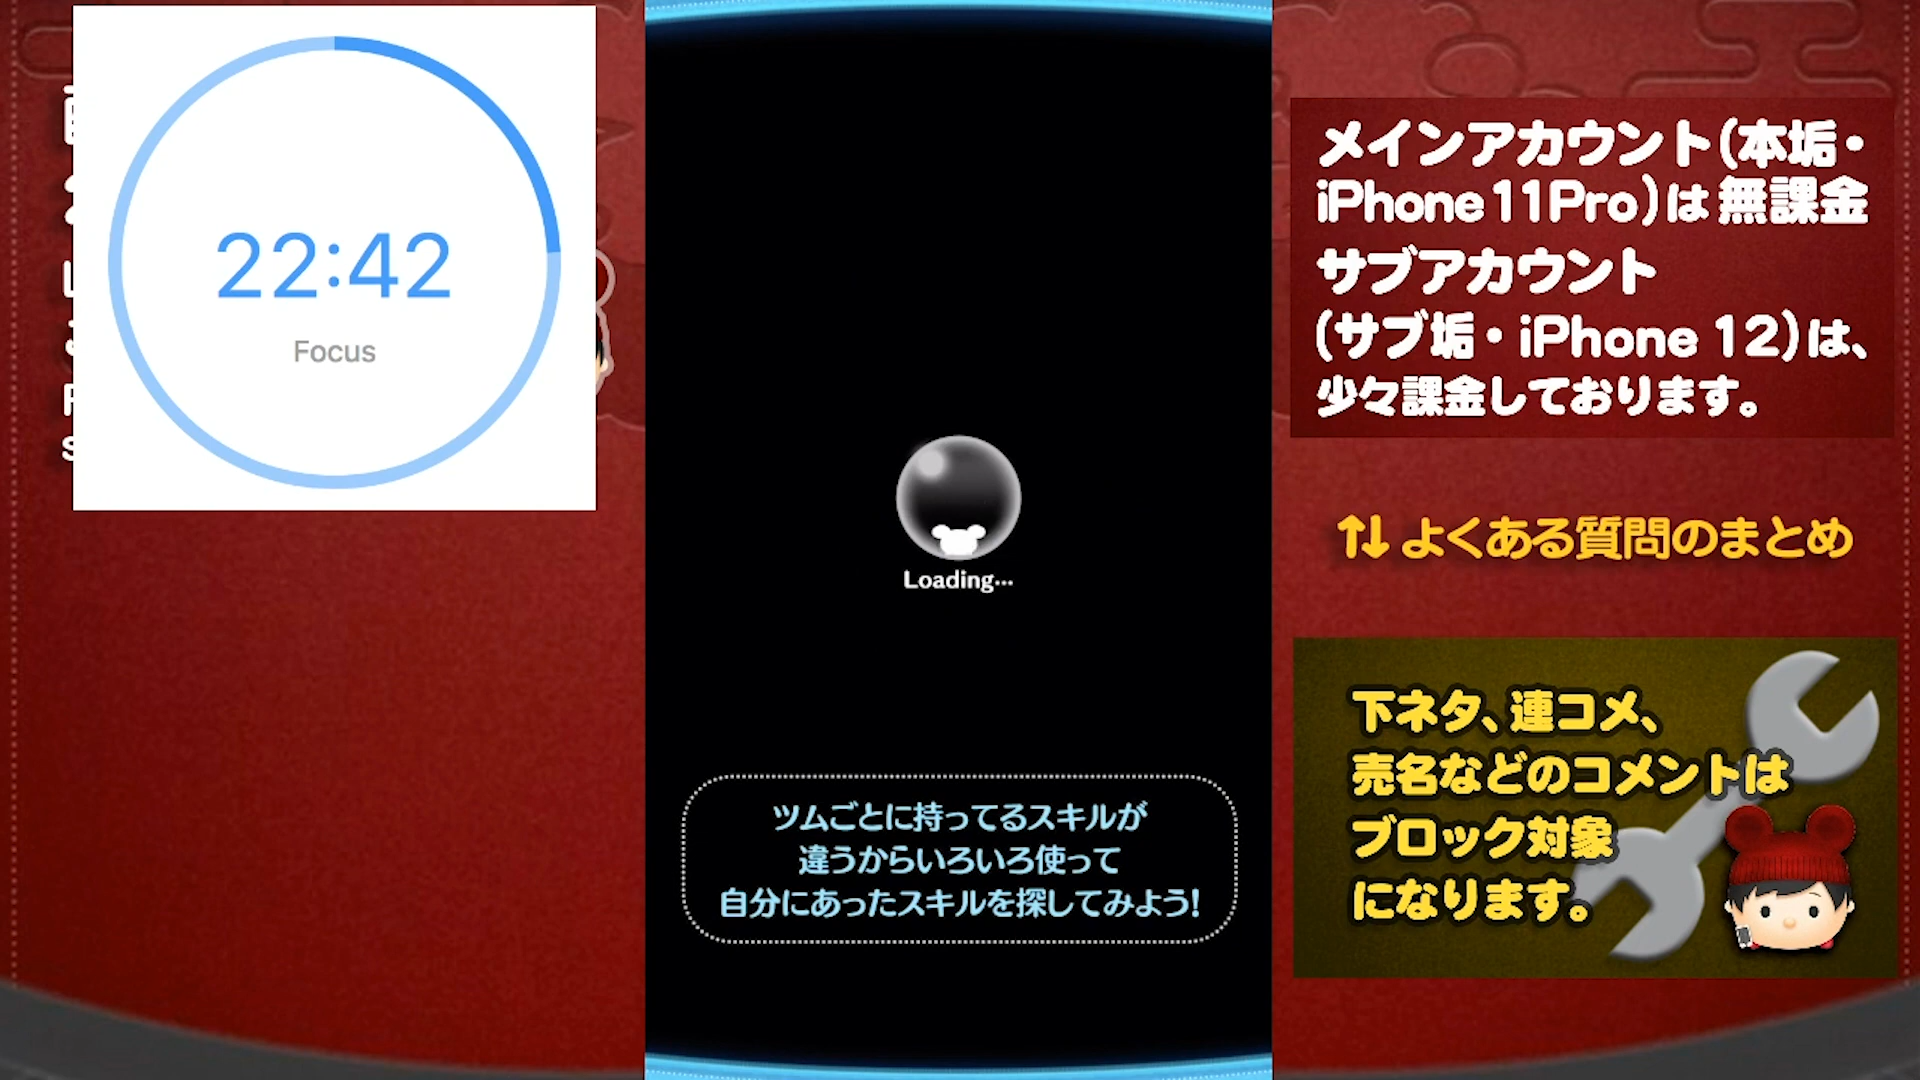 22:42
Focus
Loading…
ツムごとに持ってるスキルが
違うからいろいろ使って
自分にあったスキルを探してみよう!
メインアカウント(本垢・
iPhone11Pro)は 無課金
サブアカウント
(サブ垢・iPhone 12)は、
少々課金しております。
⇅ よくある質問のまとめ
下ネタ、連コメ、
売名などのコメントは
ブロック対象
になります。